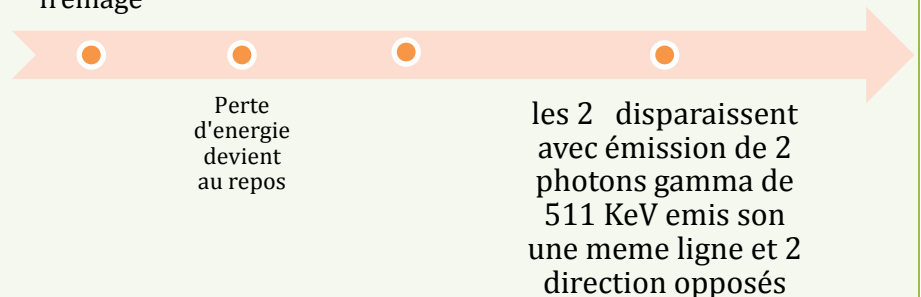 Perte
d'energie
devient
au repos
les 2 disparaissent
avec émission de 2
photons gamma de
511 KeV emis son
une meme ligne et 2
direction opposés